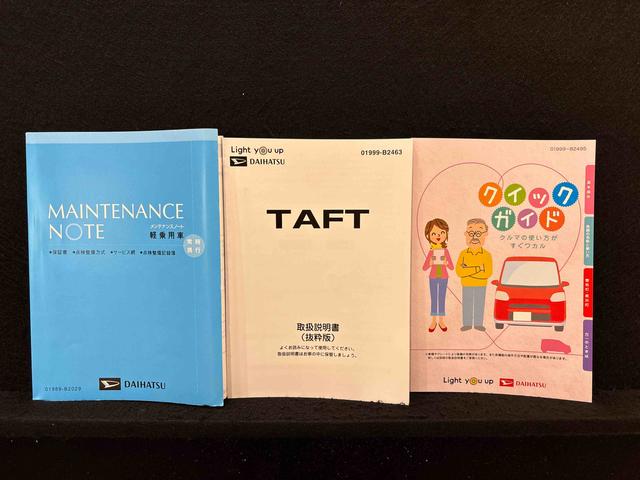 MAINTENANCE
NOTE
メンテナンスノート
軽乗用車
常時
携行
●保証書 ●点検整備方式 ●サービス網 ●点検整備記録簿
01999-B2029
DAIHATSU
Light you up
DAIHATSU
01999-B2463
TAFT
取扱説明書
(抜粋版)
よくお読みになって使用してください。
取扱説明書はお車の中に保管しましょう。
01999-B2495
クイック
ガイド
クルマの使い方が
すぐワカル
Light you up
DAIHATSU